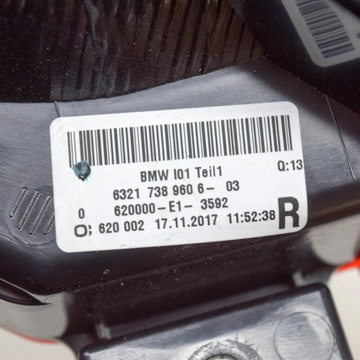 BMW I01 Teil1 Q:13
6321 738 960 6- 03
0 620000-E1- 3592
O: 620 002 17.11.2017 11:52:38 R